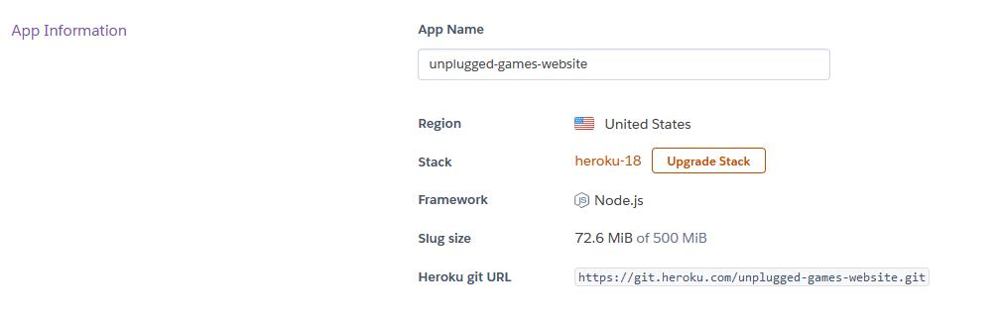 App Information
App Name
unplugged-games-website
Region
United States
Stack
heroku-18 Upgrade Stack
Framework
JS Node.js
Slug size
72.6 MiB of 500 MiB
Heroku git URL
https://git.heroku.com/unplugged-games-website.git